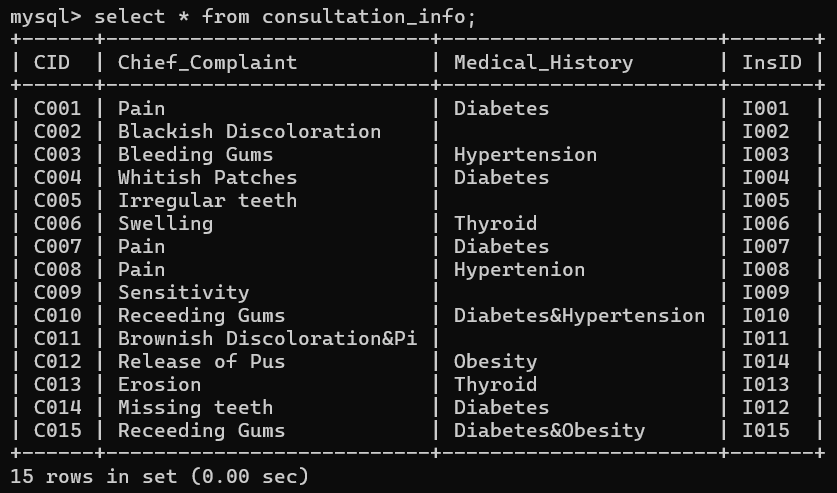 mysql> select * from consultation_info;
+------+---------------------------+-----------------------+-------+
| CID  | Chief_Complaint           | Medical_History       | InsID |
+------+---------------------------+-----------------------+-------+
| C001 | Pain                      | Diabetes              | I001  |
| C002 | Blackish Discoloration    |                       | I002  |
| C003 | Bleeding Gums             | Hypertension          | I003  |
| C004 | Whitish Patches           | Diabetes              | I004  |
| C005 | Irregular teeth           |                       | I005  |
| C006 | Swelling                  | Thyroid               | I006  |
| C007 | Pain                      | Diabetes              | I007  |
| C008 | Pain                      | Hypertenion           | I008  |
| C009 | Sensitivity               |                       | I009  |
| C010 | Receeding Gums            | Diabetes&Hypertension | I010  |
| C011 | Brownish Discoloration&Pi |                       | I011  |
| C012 | Release of Pus            | Obesity               | I014  |
| C013 | Erosion                   | Thyroid               | I013  |
| C014 | Missing teeth             | Diabetes              | I012  |
| C015 | Receeding Gums            | Diabetes&Obesity      | I015  |
+------+---------------------------+-----------------------+-------+
15 rows in set (0.00 sec)